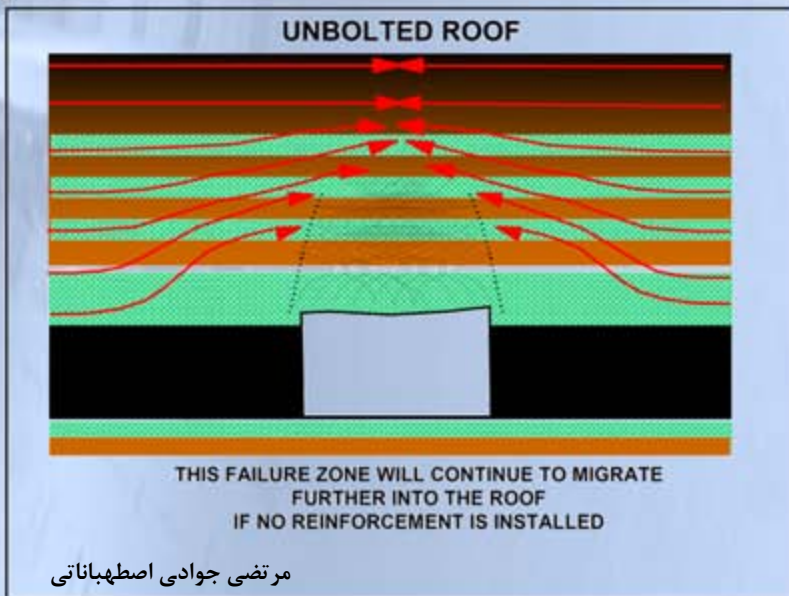 UNBOLTED ROOF
THIS FAILURE ZONE WILL CONTINUE TO MIGRATE
FURTHER INTO THE ROOF
IF NO REINFORCEMENT IS INSTALLED
مرتضی جوادی اصطهباناتی